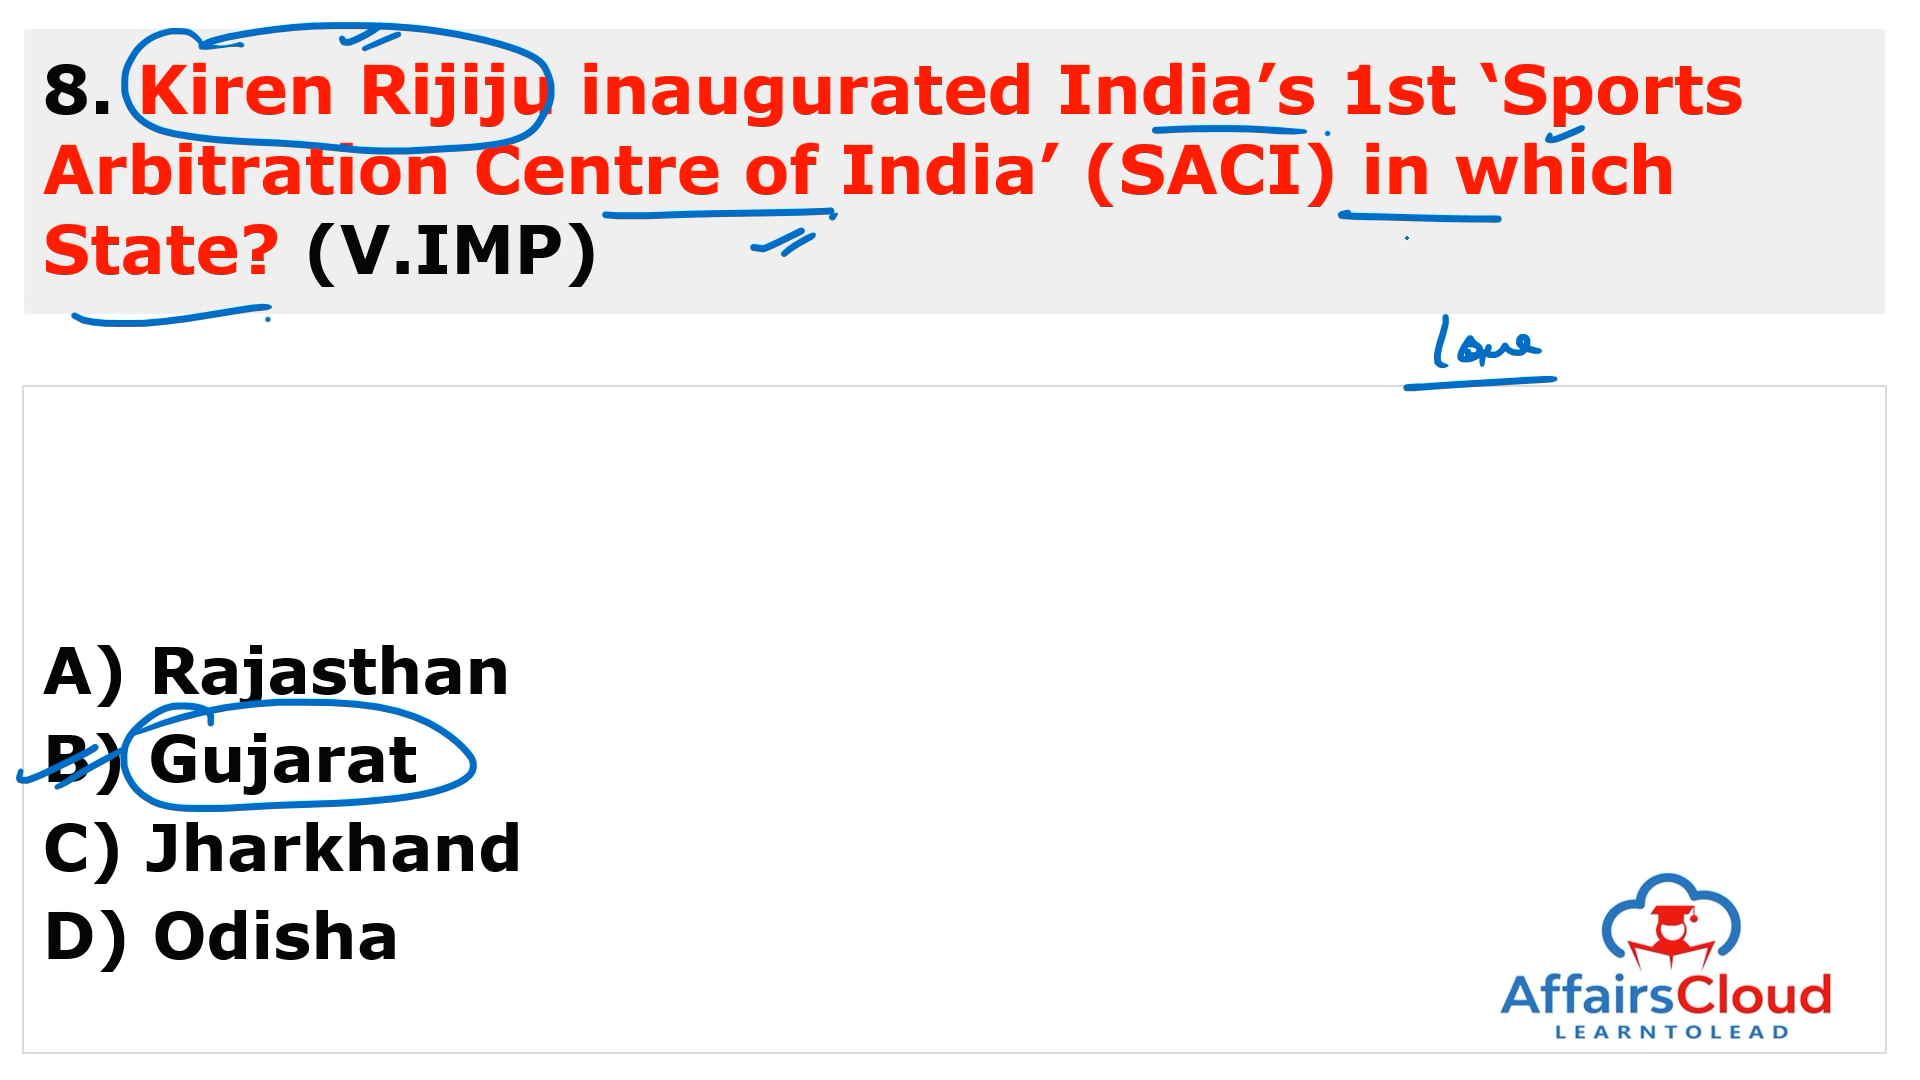 8. Kiren Rijiju inaugurated India’s 1st ‘Sports
Arbitration Centre of India’ (SACI) in which
State? (V.IMP)
A) Rajasthan
B) Gujarat
C) Jharkhand
D) Odisha
AffairsCloud
LEARNTOLEAD